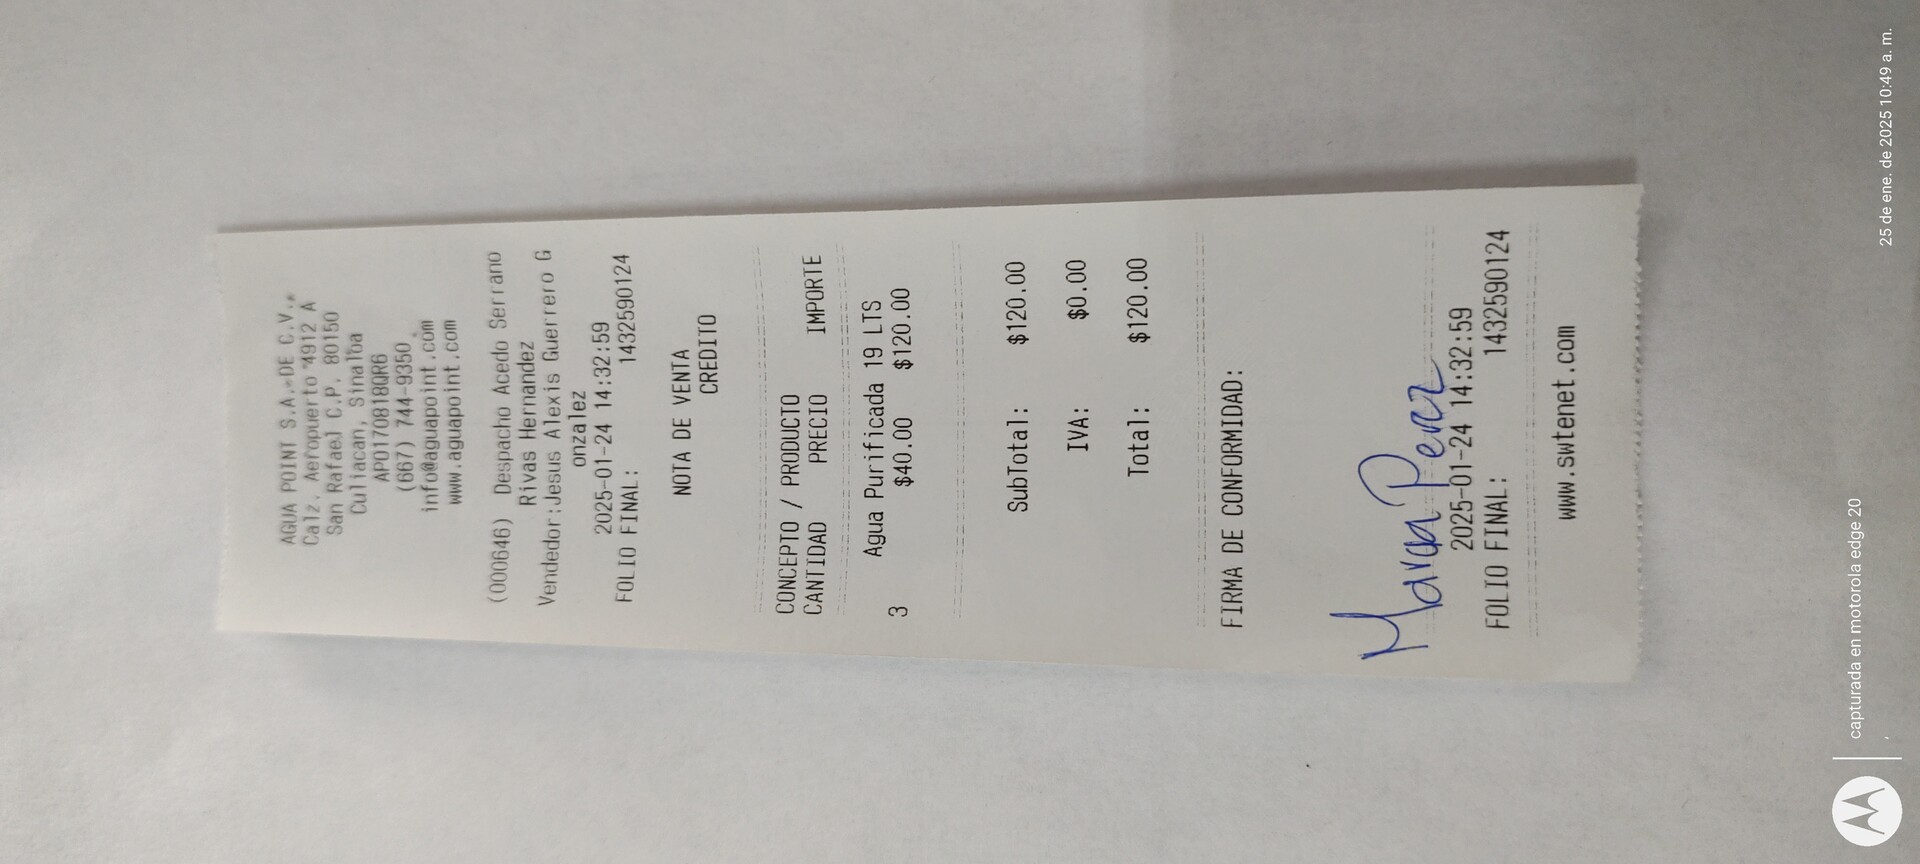 AGUA POINT S.A. DE C.V.
Calz. Aeropuerto 4912 A
San Rafael C.P. 80150
Culiacan, Sinaloa
APO170818QR6
(667) 744-9350
info@aguapoint.com
www.aguapoint.com
(000646) Despacho Acedo Serrano
Rivas Hernandez
Vendedor:Jesus Alexis Guerrero G
onzalez
2025-01-24 14:32:59
FOLIO FINAL: 1432590124
NOTA DE VENTA
CREDITO
CONCEPTO / PRODUCTO
CANTIDAD PRECIO IMPORTE
Agua Purificada 19 LTS
3 $40.00 $120.00
SubTotal: $120.00
IVA: $0.00
Total: $120.00
FIRMA DE CONFORMIDAD:
Maria Perez
2025-01-24 14:32:59
FOLIO FINAL: 1432590124
www.swtenet.com
capturada en motorola edge 20
25 de ene. de 2025 10:49 a. m.